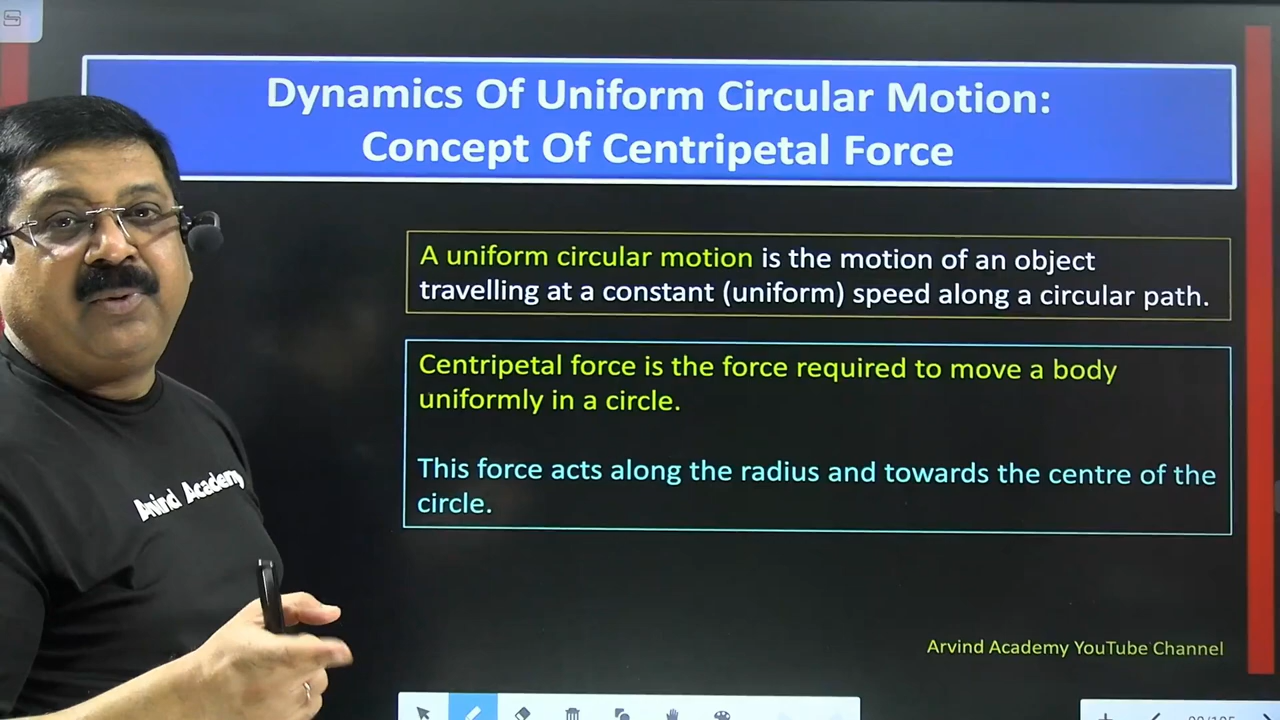 Dynamics Of Uniform Circular Motion:
Concept Of Centripetal Force
A uniform circular motion is the motion of an object
travelling at a constant (uniform) speed along a circular path.
Centripetal force is the force required to move a body
uniformly in a circle.
This force acts along the radius and towards the centre of the
circle.
Arvind Academy
Arvind Academy YouTube Channel